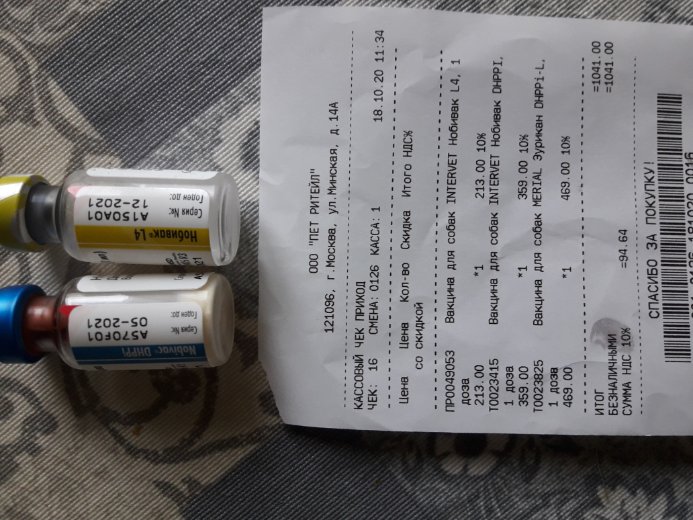 ООО "ПЕТ РИТЕЙЛ"
121096, г.Москва, ул.Минская, д.14А
КАССОВЫЙ ЧЕК ПРИХОД
ЧЕК: 16 СМЕНА: 0126 КАССА: 1 18.10.20 11:34
Цена Цена Кол-во Скидка Итого НДС%
со скидкой
ПР0049053 Вакцина для собак INTERVET Нобивак L4, 1
доза
213.00 *1 213.00 10%
Т0023415 Вакцина для собак INTERVET Нобивак DHPPI,
1 доза
359.00 *1 359.00 10%
Т0023825 Вакцина для собак MERIAL Эурикан DHPPi-L,
1 доза
469.00 *1 469.00 10%
ИТОГ =1041.00
БЕЗНАЛИЧНЫМИ =1041.00
СУММА НДС 10% =94.64
СПАСИБО ЗА ПОКУПКУ!
Нобивак® L4
Серия №: A150A01
Годен до: 12-2021
Nobivac® DHPPi
Серия №: A570F01
Годен до: 05-2021